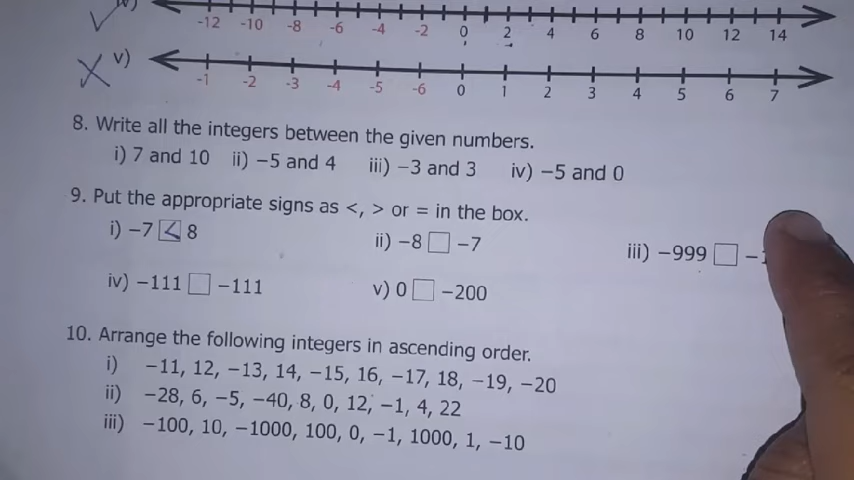 -12 -10 -8 -6 -4 -2 0 2 4 6 8 10 12 14
v)
-1 -2 -3 -4 -5 -6 0 1 2 3 4 5 6 7
8. Write all the integers between the given numbers.
i) 7 and 10 ii) −5 and 4 iii) −3 and 3 iv) −5 and 0
9. Put the appropriate signs as <, > or = in the box.
i) −7 < 8 ii) −8 □ −7 iii) −999 □
iv) −111 □ −111 v) 0 □ −200
10. Arrange the following integers in ascending order.
i) −11, 12, −13, 14, −15, 16, −17, 18, −19, −20
ii) −28, 6, −5, −40, 8, 0, 12, −1, 4, 22
iii) −100, 10, −1000, 100, 0, −1, 1000, 1, −10